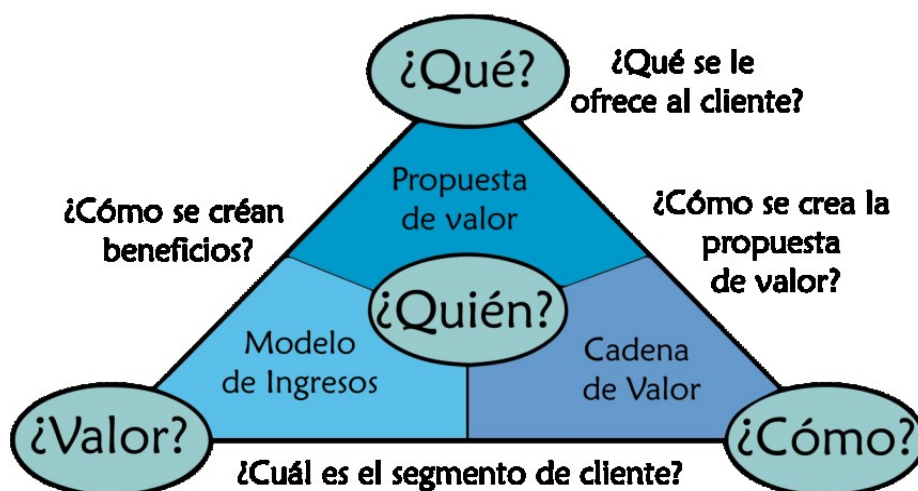 ¿Qué?
¿Qué se le
ofrece al cliente?
Propuesta
de valor
¿Cómo se créan
beneficios?
¿Cómo se crea la
propuesta
de valor?
¿Quién?
Modelo
de Ingresos
Cadena
de Valor
¿Valor?
¿Cómo?
¿Cuál es el segmento de cliente?